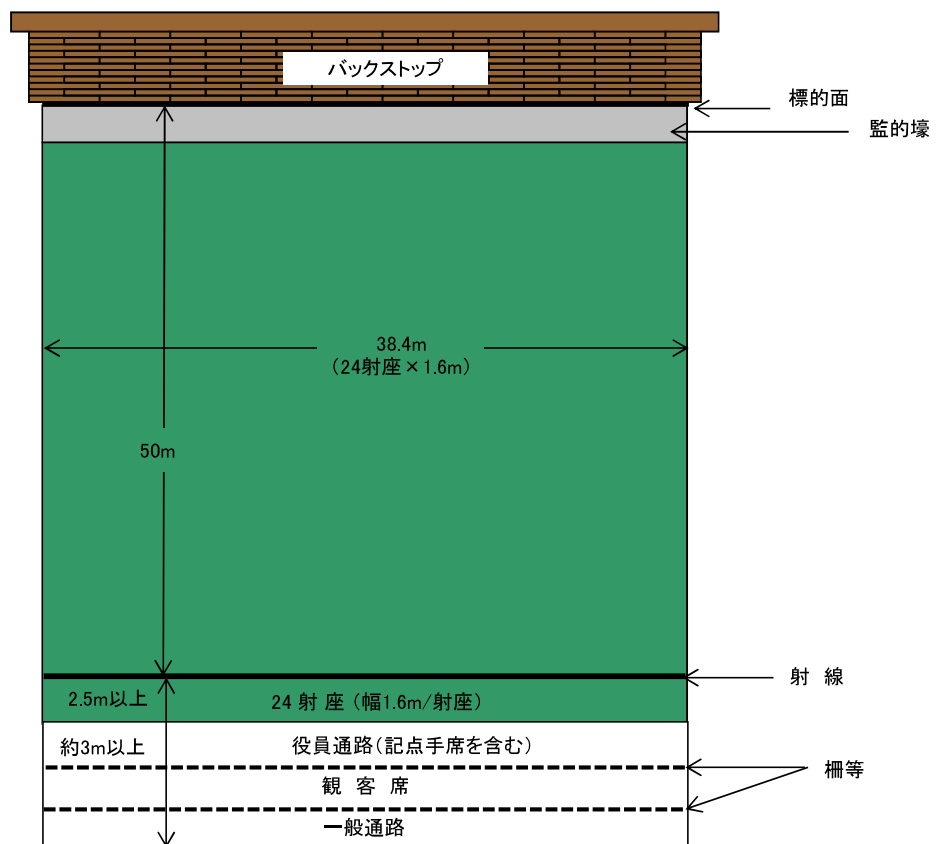 バックストップ
標的面
監的壕
38.4m
(24射座×1.6m)
50m
射 線
2.5m以上
24 射 座 (幅1.6m/射座)
約3m以上
役員通路(記点手席を含む)
柵等
観 客 席
一般通路